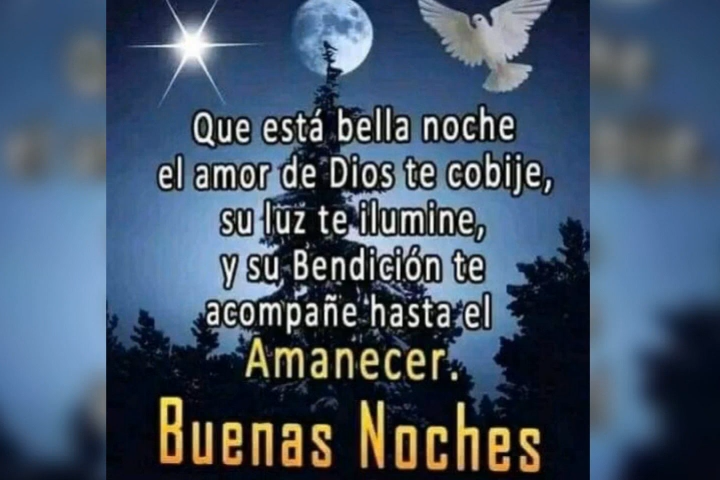 Que está bella noche
el amor de Dios te cobije,
su luz te ilumine,
y su Bendición te
acompañe hasta el
Amanecer.
Buenas Noches